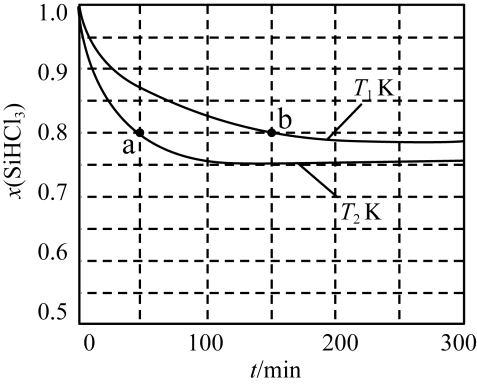 1.0
0.9
0.8
0.7
0.6
0.5
x(SiHCl₃)
a
b
T₁ K
T₂ K
0 100 200 300
t/min